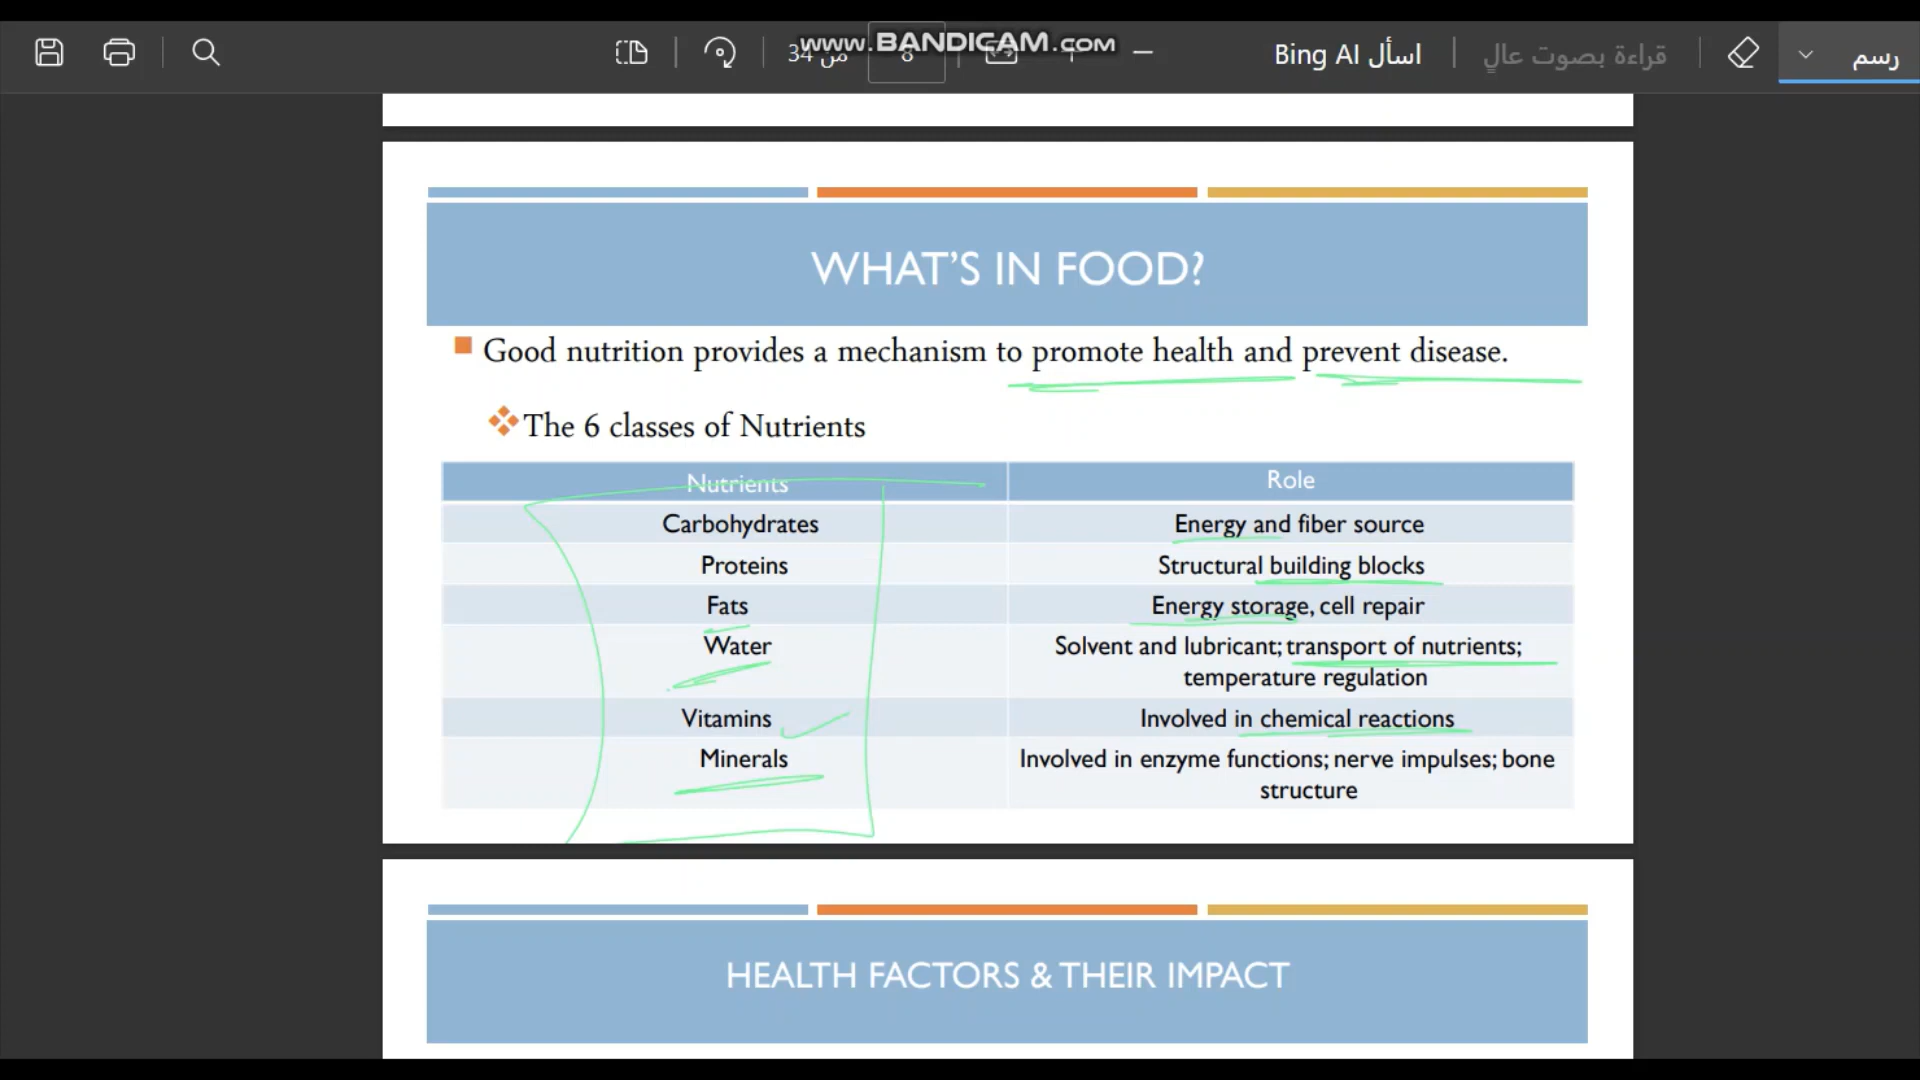 www.BANDICAM.com
34 من
8
اسأل Bing AI
قراءة بصوت عالٍ
رسم
WHAT'S IN FOOD?
Good nutrition provides a mechanism to promote health and prevent disease.
The 6 classes of Nutrients
Nutrients Role
Carbohydrates Energy and fiber source
Proteins Structural building blocks
Fats Energy storage, cell repair
Water Solvent and lubricant; transport of nutrients;
temperature regulation
Vitamins Involved in chemical reactions
Minerals Involved in enzyme functions; nerve impulses; bone
structure
HEALTH FACTORS & THEIR IMPACT